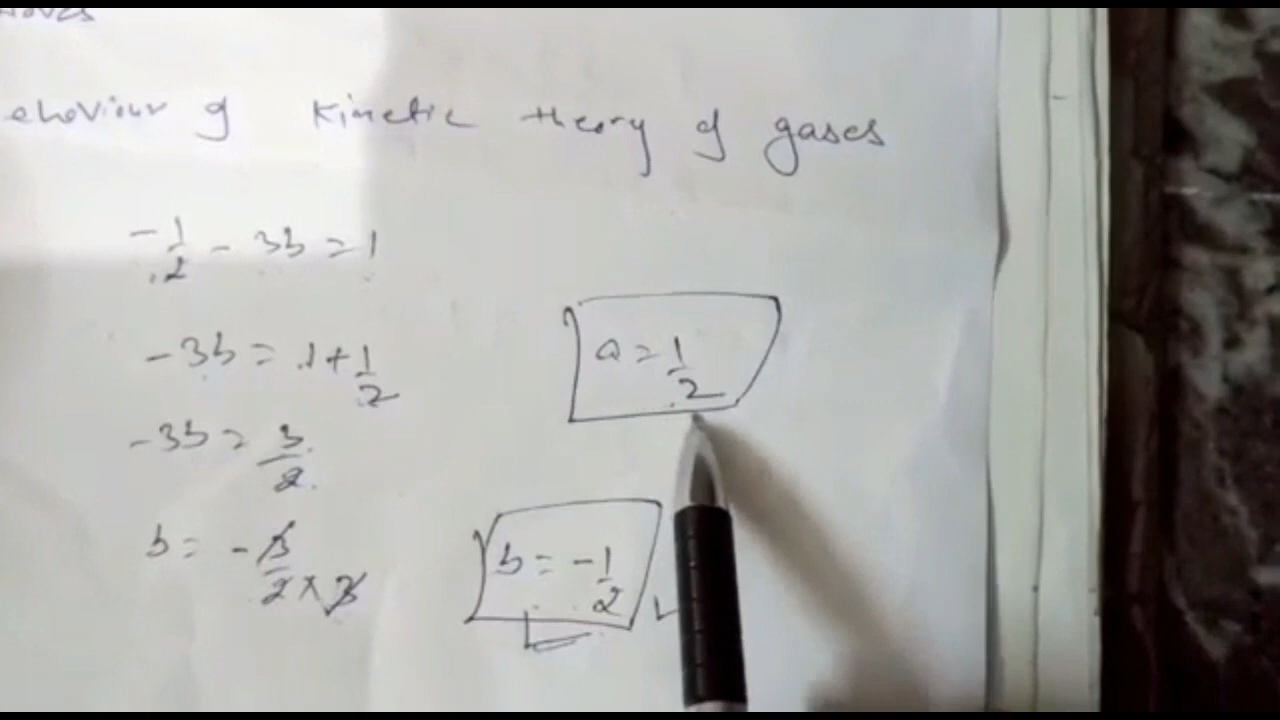 ehaviour of kinetic theory of gases
-1/2 - 3b = 1
-3b = 1 + 1/2
a = 1/2
-3b = 3/2
b = -3/2×3
b = -1/2